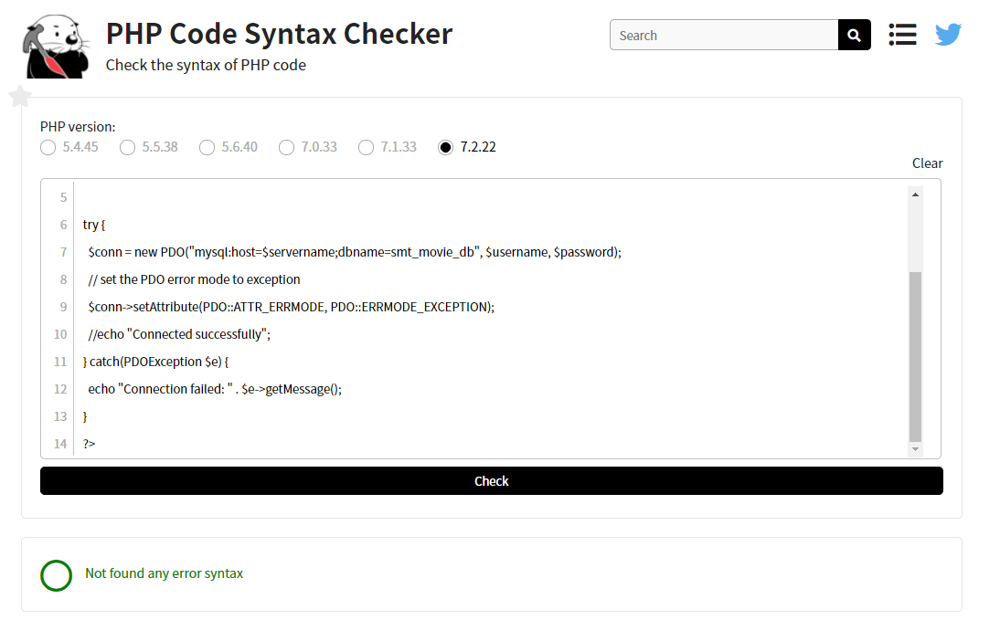 PHP Code Syntax Checker
Check the syntax of PHP code
Search
PHP version:
5.4.45 5.5.38 5.6.40 7.0.33 7.1.33 7.2.22
Clear
5
6 try {
7 $conn = new PDO("mysql:host=$servername;dbname=smt_movie_db", $username, $password);
8 // set the PDO error mode to exception
9 $conn->setAttribute(PDO::ATTR_ERRMODE, PDO::ERRMODE_EXCEPTION);
10 //echo "Connected successfully";
11 } catch(PDOException $e) {
12 echo "Connection failed: " . $e->getMessage();
13 }
14 ?>
Check
Not found any error syntax